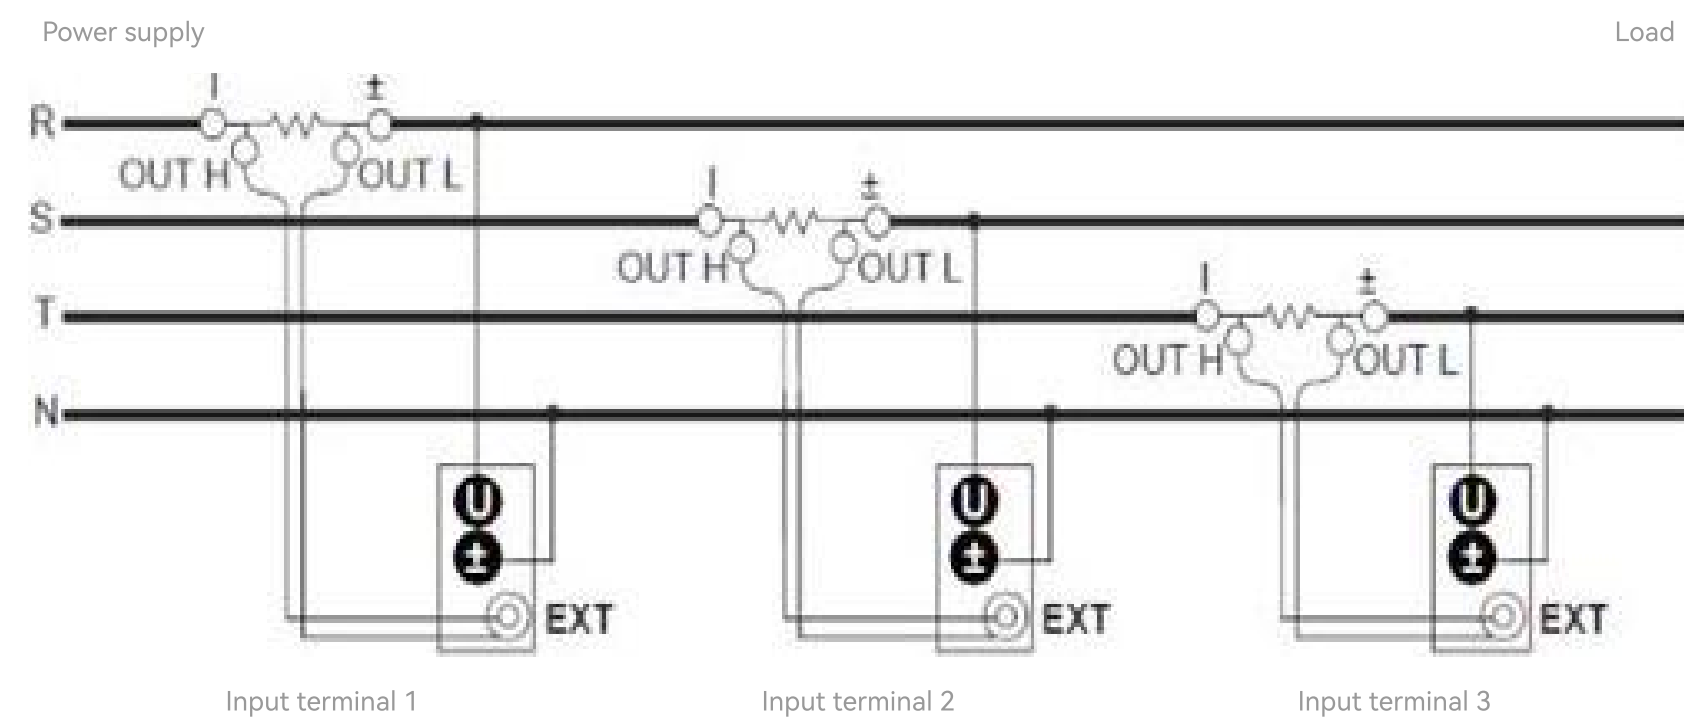 Power supply
Load
I ±
R
OUT H OUT L
I ±
S
OUT H OUT L
I ±
T
OUT H OUT L
N
U U U
± ± ±
EXT EXT EXT
Input terminal 1
Input terminal 2
Input terminal 3